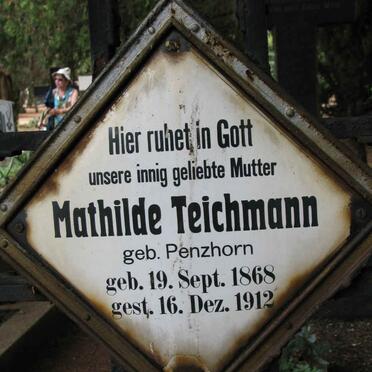 Hier ruhet in Gott
unsere innig geliebte Mutter
Mathilde Teichmann
geb. Penzhorn
geb. 19. Sept. 1868
gest. 16. Dez. 1912